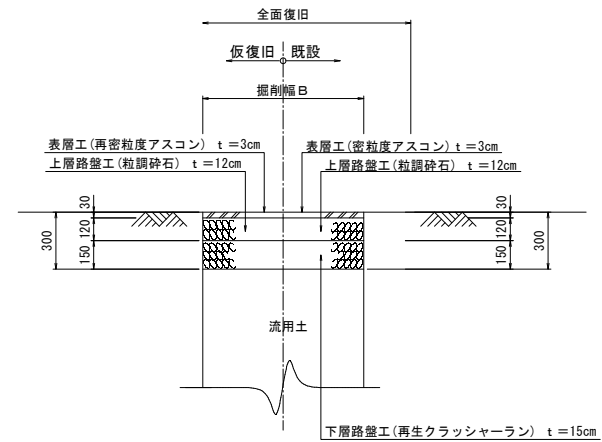 全面復旧
仮復旧 既設
掘削幅B
表層工(再密粒度アスコン) t=3cm
表層工(密粒度アスコン) t=3cm
上層路盤工(粒調砕石) t=12cm
上層路盤工(粒調砕石) t=12cm
30
120
150
300
30
120
150
300
流用土
下層路盤工(再生クラッシャーラン) t=15cm